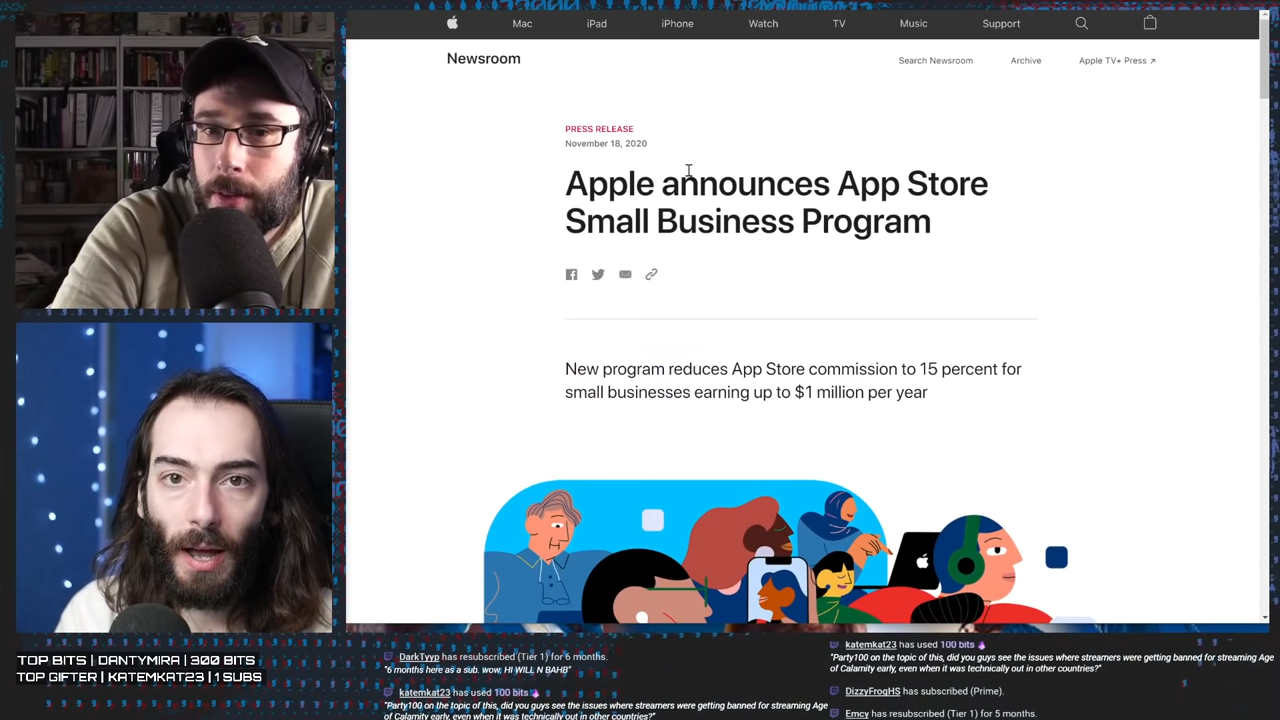 Mac iPad iPhone Watch TV Music Support
Newsroom
Search Newsroom Archive Apple TV+ Press ↗
PRESS RELEASE
November 18, 2020
Apple announces App Store
Small Business Program
New program reduces App Store commission to 15 percent for
small businesses earning up to $1 million per year
TOP BITS | DANTYMIRA | 300 BITS
TOP GIFTER | KATEMKAT23 | 1 SUBS
DarkTyyp has resubscribed (Tier 1) for 6 months.
"6 months here as a sub. wow, HI WILL N BAHB"
katemkat23 has used 100 bits
"Party100 on the topic of this, did you guys see the issues where streamers were getting banned for streaming Age
of Calamity early, even when it was technically out in other countries?"
katemkat23 has used 100 bits
"Party100 on the topic of this, did you guys see the issues where streamers were getting banned for streaming Age
of Calamity early, even when it was technically out in other countries?"
DizzyFrogHS has subscribed (Prime).
Emcy has resubscribed (Tier 1) for 5 months.